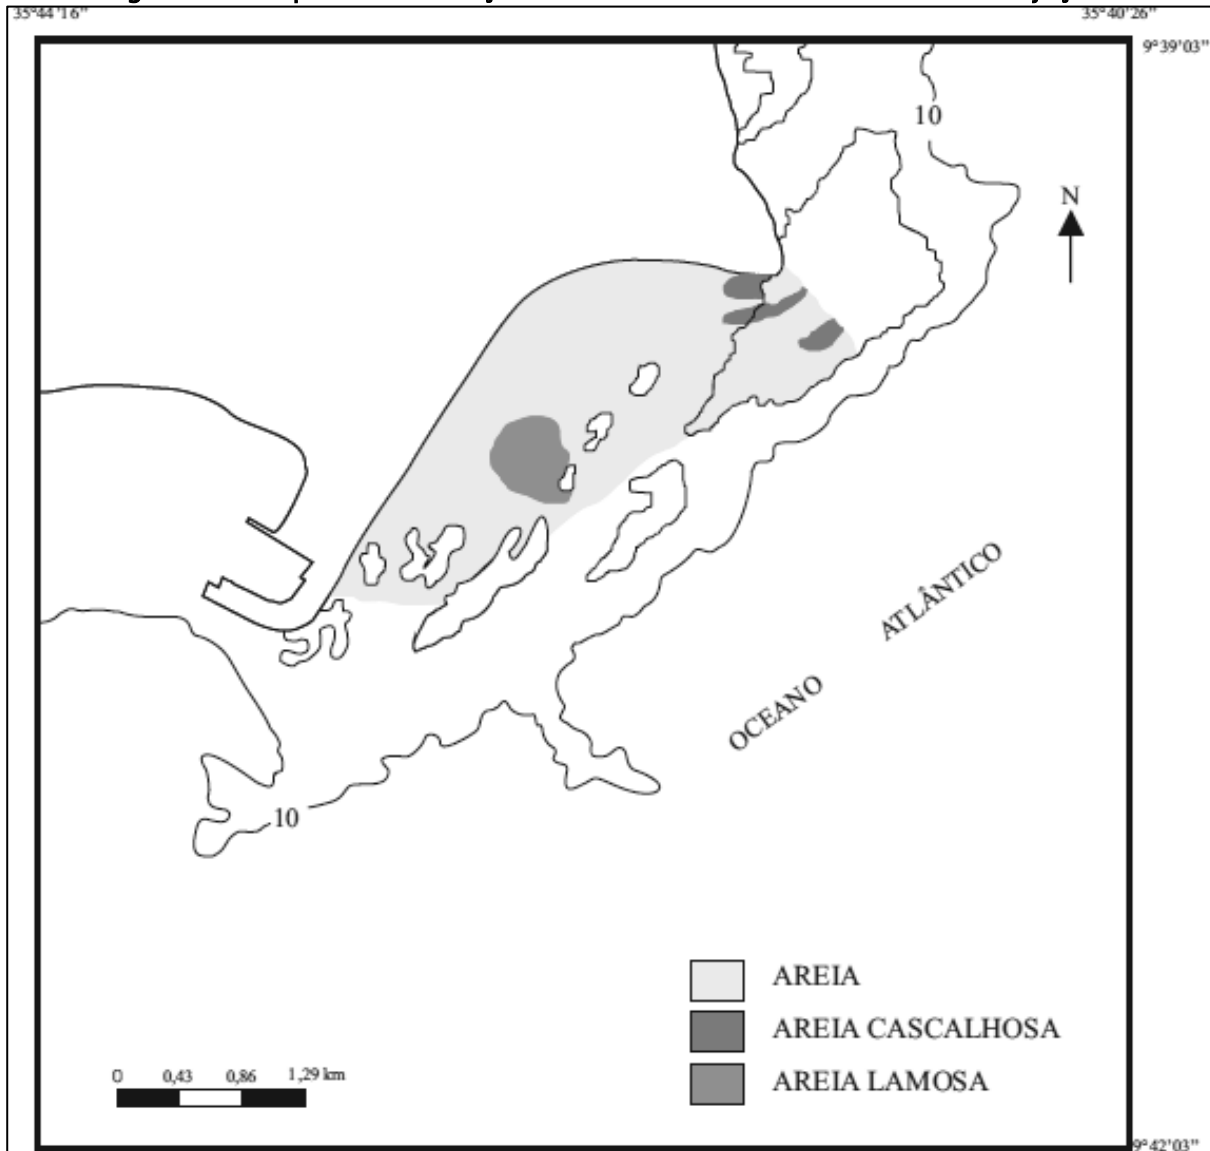 35°44'16"
35°40'26"
9°39'03"
10
N
ATLÂNTICO
OCEANO
10
AREIA
AREIA CASCALHOSA
AREIA LAMOSA
0 0,43 0,86 1,29 km
9°42'03"